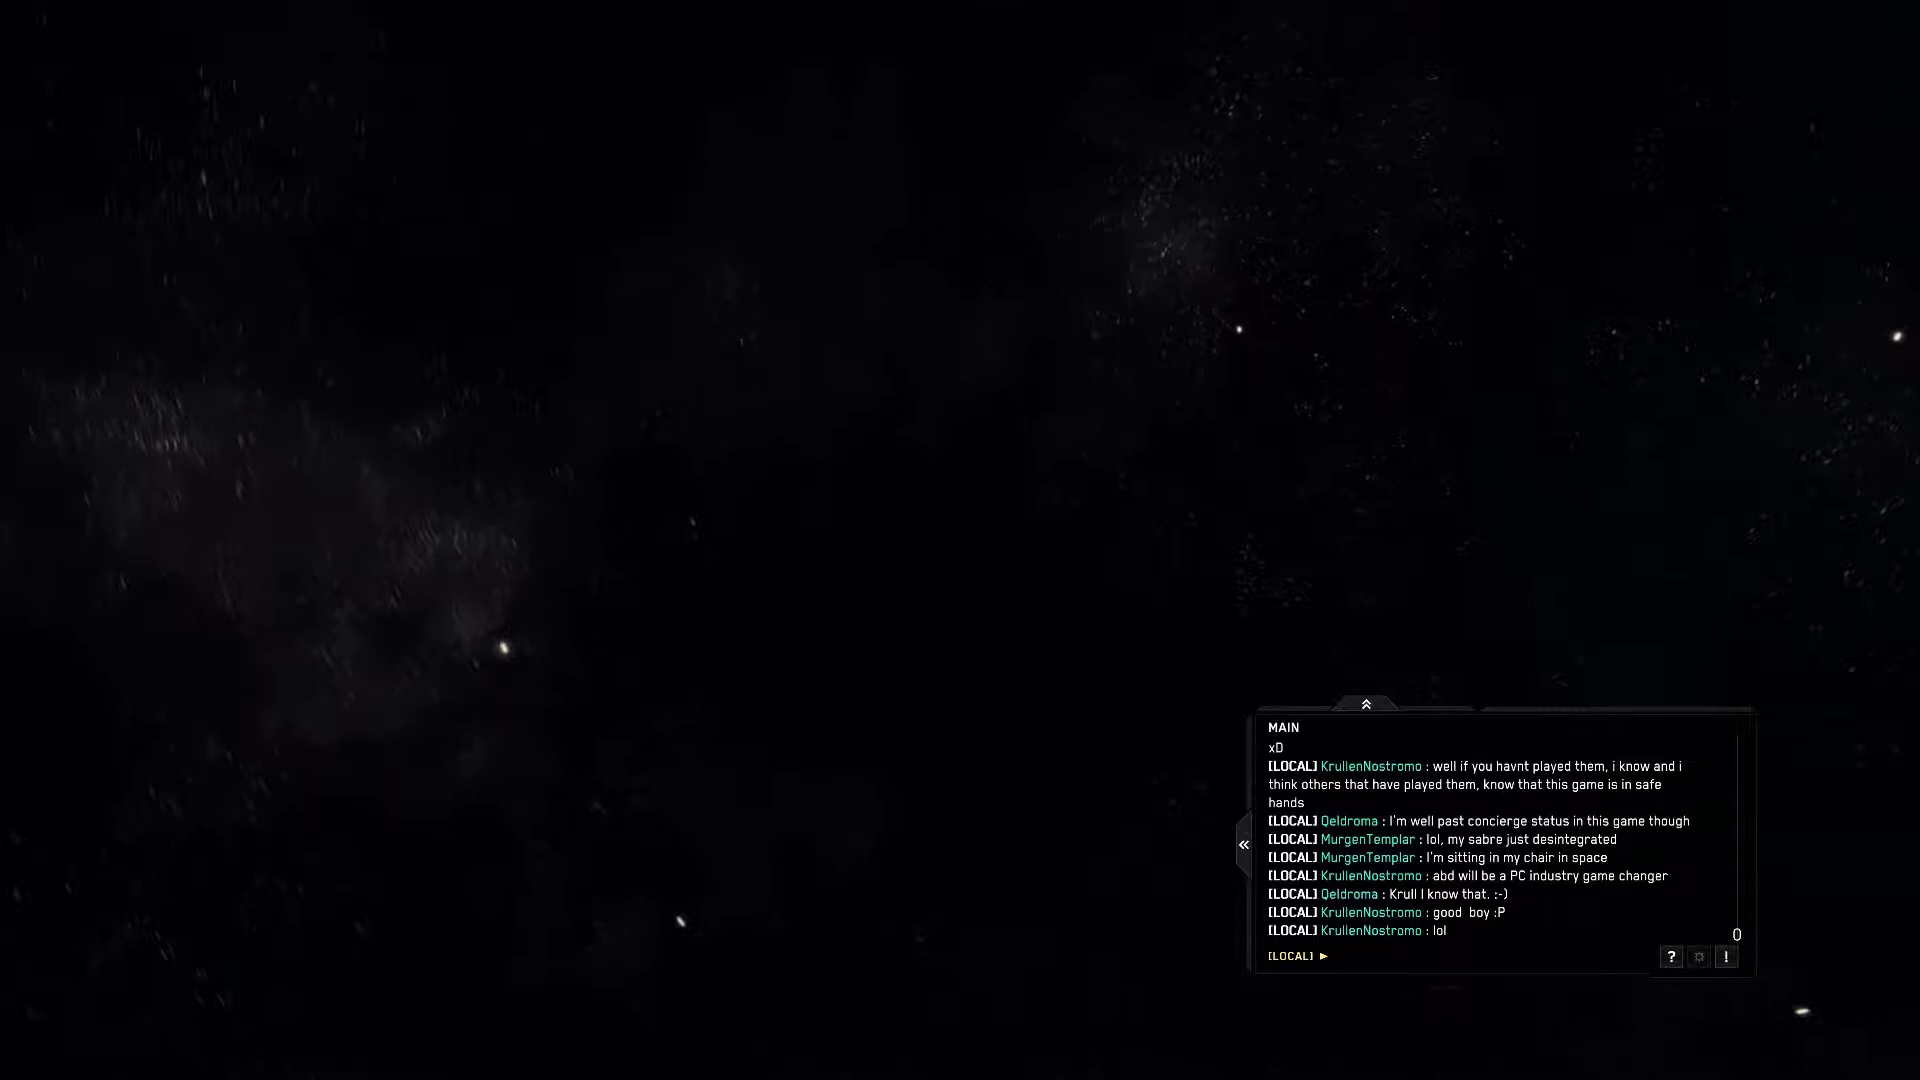 MAIN
xD
[LOCAL] KrullenNostromo : well if you havnt played them, i know and i
think others that have played them, know that this game is in safe
hands
[LOCAL] Qeldroma : I'm well past concierge status in this game though
[LOCAL] MurgenTemplar : lol, my sabre just desintegrated
[LOCAL] MurgenTemplar : I'm sitting in my chair in space
[LOCAL] KrullenNostromo : abd will be a PC industry game changer
[LOCAL] Qeldroma : Krull I know that. :-)
[LOCAL] KrullenNostromo : good  boy :P
[LOCAL] KrullenNostromo : lol
[LOCAL]
? !